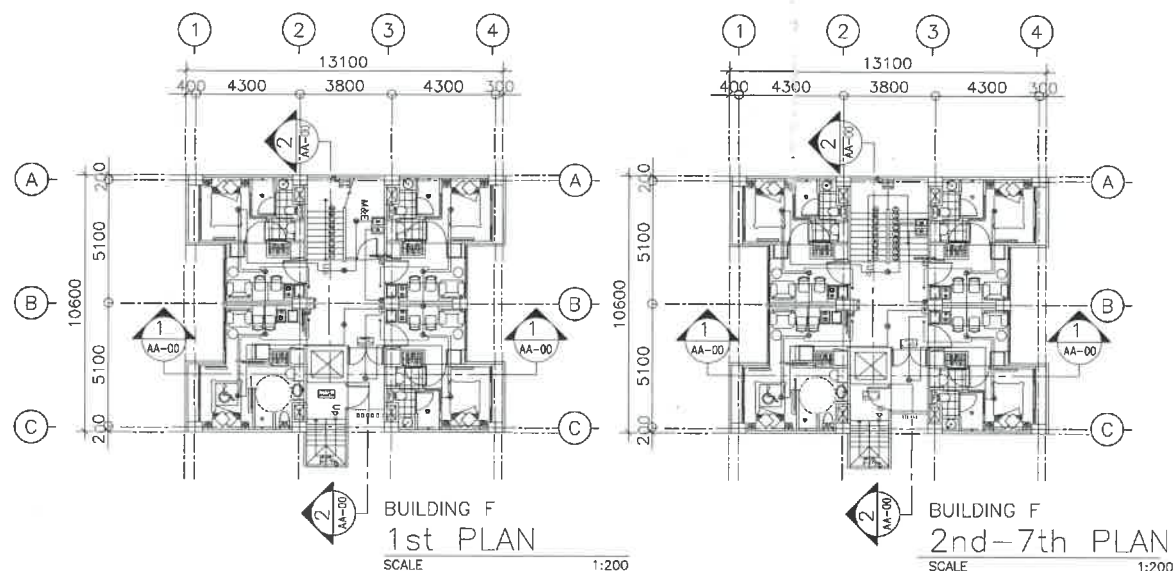 1 2 3 4
13100
400 4300 3800 4300 300
2
AA-00
A A
200
5100
M&E
10600
B B
1
AA-00
1
AA-00
5100
Up
C C
200
2
AA-00
BUILDING F
1st PLAN
SCALE 1:200
1 2 3 4
13100
400 4300 3800 4300 300
2
AA-00
A
200
5100
10600
B
1
AA-00
1
AA-00
5100
C
200
2
AA-00
BUILDING F
2nd-7th PLAN
SCALE 1:200